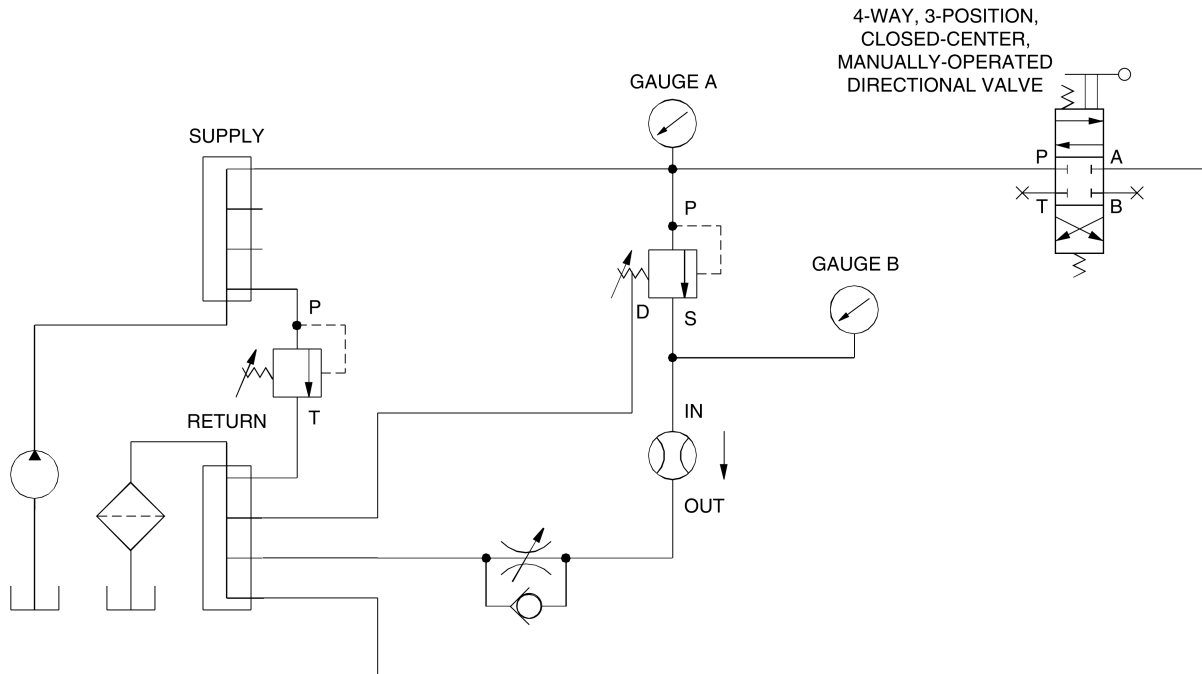 4-WAY, 3-POSITION,
CLOSED-CENTER,
MANUALLY-OPERATED
DIRECTIONAL VALVE
GAUGE A
SUPPLY
P
A
T
B
P
GAUGE B
D
S
P
T
RETURN
IN
OUT